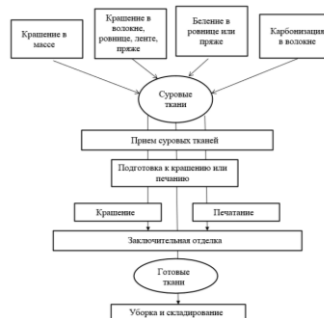 Крашение в
массе
Крашение в
волокне,
ровнице, ленте,
пряже
Беление в
ровнице или
пряже
Карбонизация
в волокне
Суровые
ткани
Прием суровых тканей
Подготовка к крашению или
печатанию
Крашение
Печатание
Заключительная отделка
Готовые
ткани
Уборка и складирование